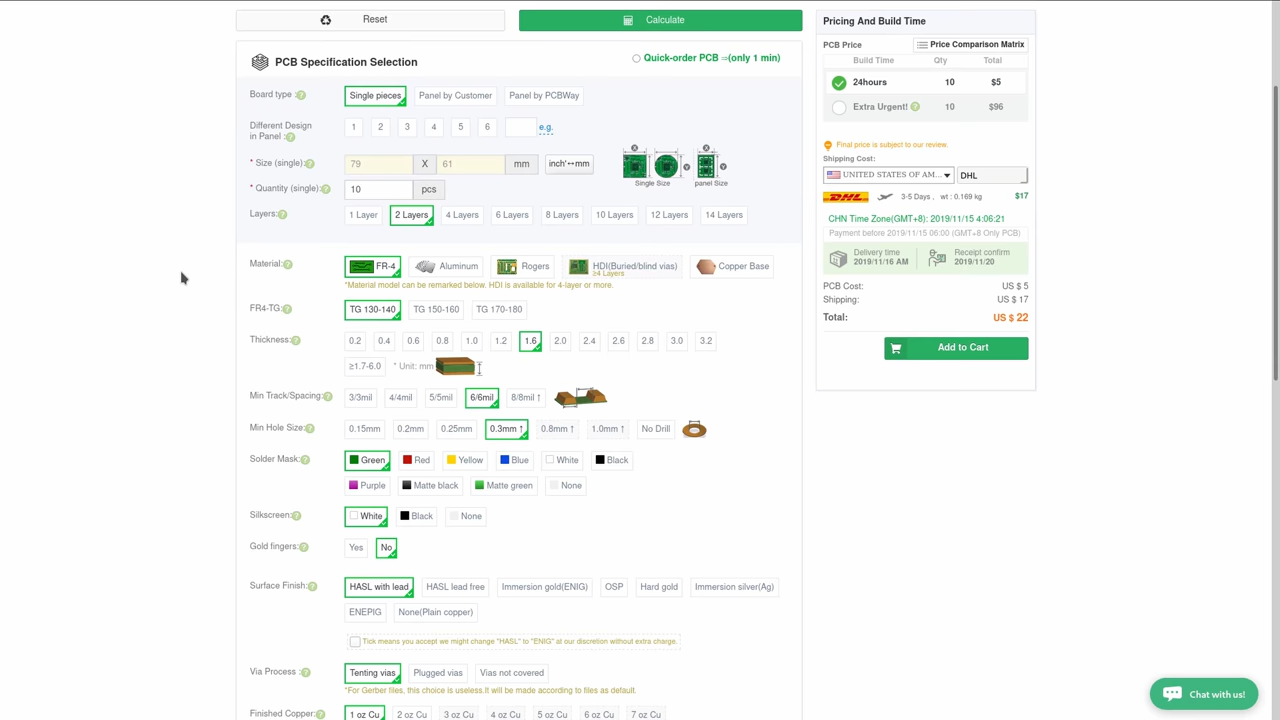 Reset
Calculate
PCB Specification Selection
Quick-order PCB ⇒(only 1 min)
Board type :?
Single pieces
Panel by Customer
Panel by PCBWay
Different Design
in Panel :?
1
2
3
4
5
6
e.g.
* Size (single):?
79
X
61
mm
inch'↔mm
X
Y
X
Y
Single Size
panel Size
* Quantity (single):?
10
pcs
Layers:?
1 Layer
2 Layers
4 Layers
6 Layers
8 Layers
10 Layers
12 Layers
14 Layers
Material:?
FR-4
Aluminum
Rogers
HDI(Buried/blind vias)
≥4 Layers
Copper Base
*Material model can be remarked below. HDI is available for 4-layer or more.
FR4-TG:?
TG 130-140
TG 150-160
TG 170-180
Thickness:?
0.2
0.4
0.6
0.8
1.0
1.2
1.6
2.0
2.4
2.6
2.8
3.0
3.2
≥1.7-6.0
* Unit: mm
Min Track/Spacing:?
3/3mil
4/4mil
5/5mil
6/6mil
8/8mil ↑
Min Hole Size:?
0.15mm
0.2mm
0.25mm
0.3mm ↑
0.8mm ↑
1.0mm ↑
No Drill
Solder Mask:?
Green
Red
Yellow
Blue
White
Black
Purple
Matte black
Matte green
None
Silkscreen:?
White
Black
None
Gold fingers:?
Yes
No
Surface Finish:?
HASL with lead
HASL lead free
Immersion gold(ENIG)
OSP
Hard gold
Immersion silver(Ag)
ENEPIG
None(Plain copper)
Tick means you accept we might change "HASL" to "ENIG" at our discretion without extra charge.
Via Process :?
Tenting vias
Plugged vias
Vias not covered
*For Gerber files, this choice is useless.It will be made according to files as default.
Finished Copper:?
1 oz Cu
2 oz Cu
3 oz Cu
4 oz Cu
5 oz Cu
6 oz Cu
7 oz Cu
Pricing And Build Time
PCB Price
Price Comparison Matrix
Build Time
Qty
Total
24hours
10
$5
Extra Urgent! ?
10
$96
Final price is subject to our review.
Shipping Cost:
UNITED STATES OF AM...
DHL
DHL
3-5 Days , wt : 0.169 kg
$17
CHN Time Zone(GMT+8): 2019/11/15 4:06:21
Payment before 2019/11/15 06:00 (GMT+8 Only PCB)
Delivery time
2019/11/16 AM
Receipt confirm
2019/11/20
PCB Cost:
US $ 5
Shipping:
US $ 17
Total:
US $ 22
Add to Cart
Chat with us!